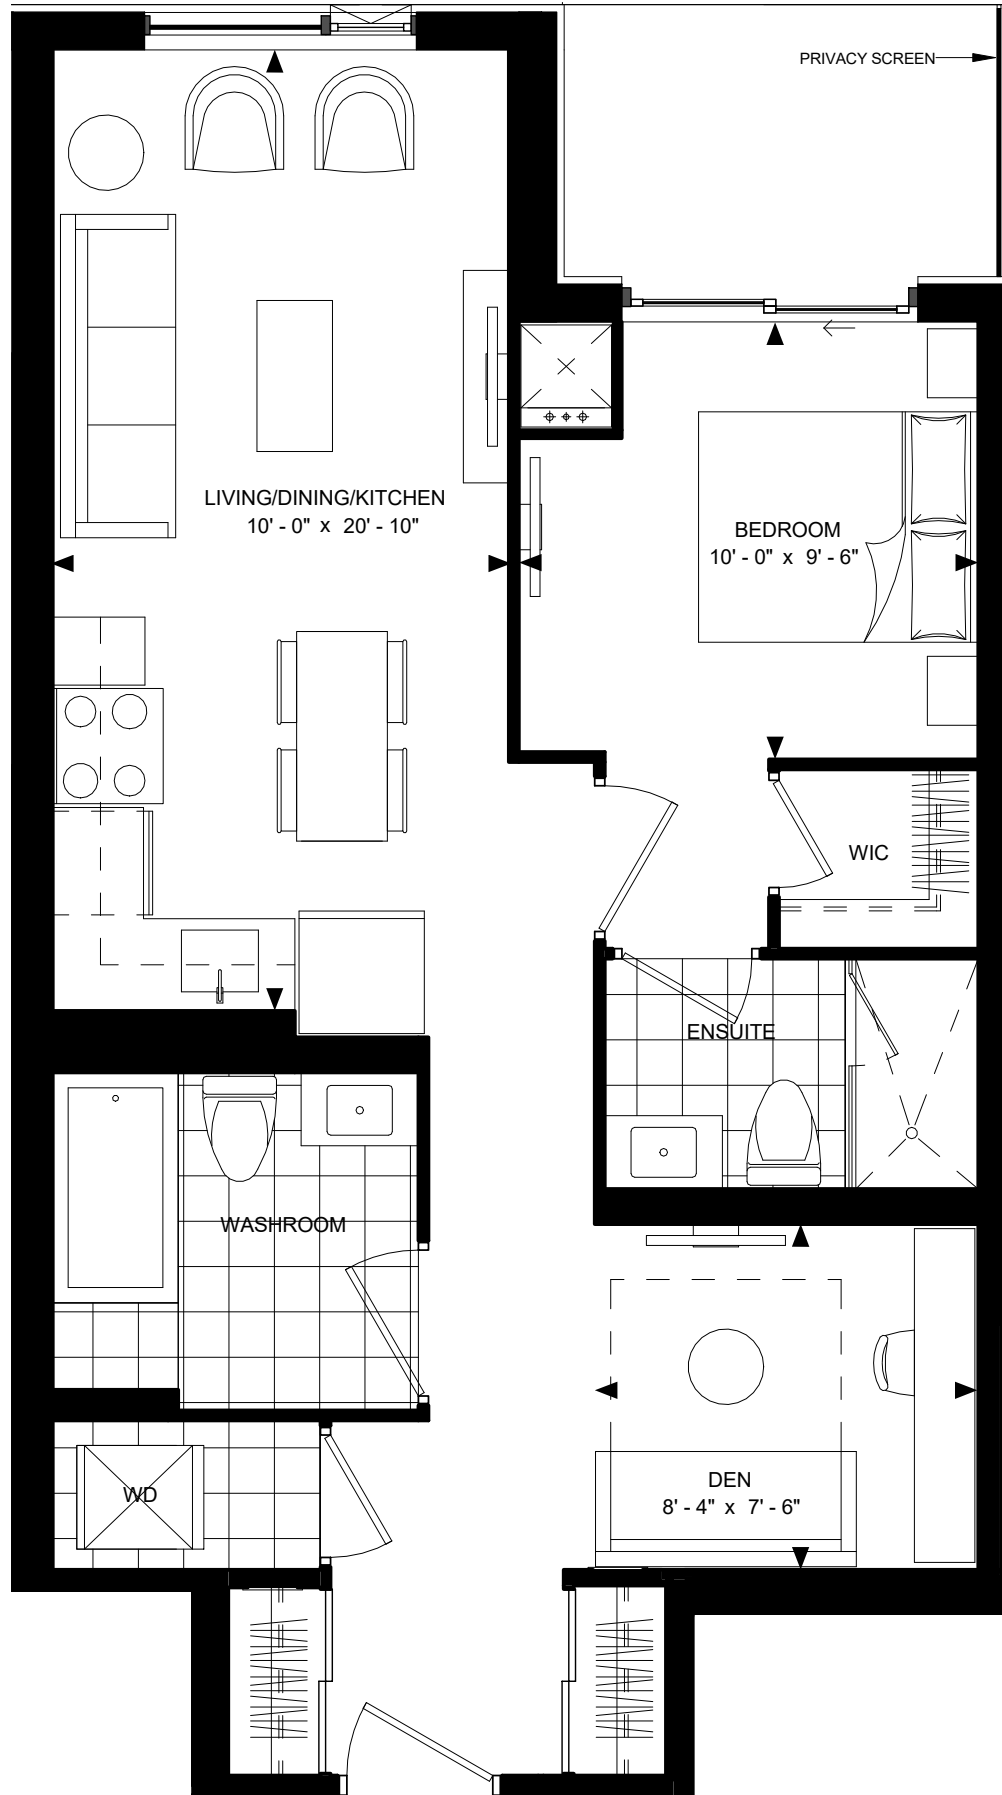 PRIVACY SCREEN
LIVING/DINING/KITCHEN
10' - 0" x 20' - 10"
BEDROOM
10' - 0" x 9' - 6"
WIC
ENSUITE
WASHROOM
DEN
8' - 4" x 7' - 6"
WD